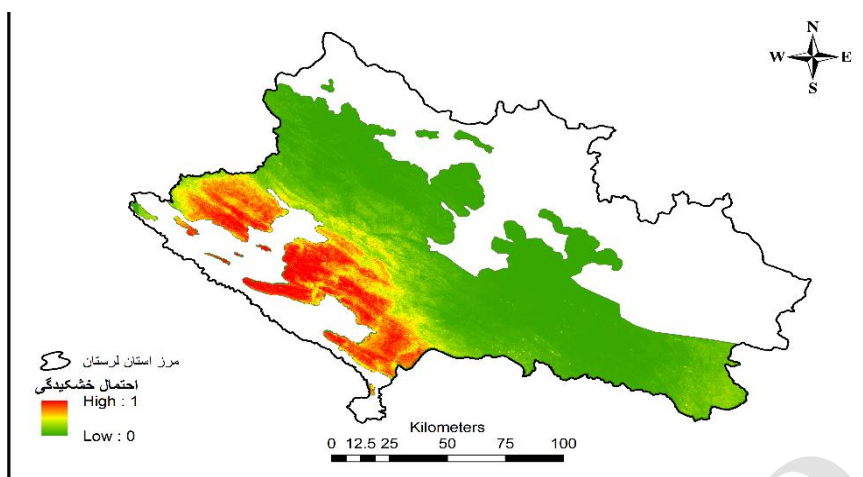 N
W E
S
مرز استان لرستان
احتمال خشکیدگی
High : 1
Low : 0
Kilometers
0 12.5 25 50 75 100